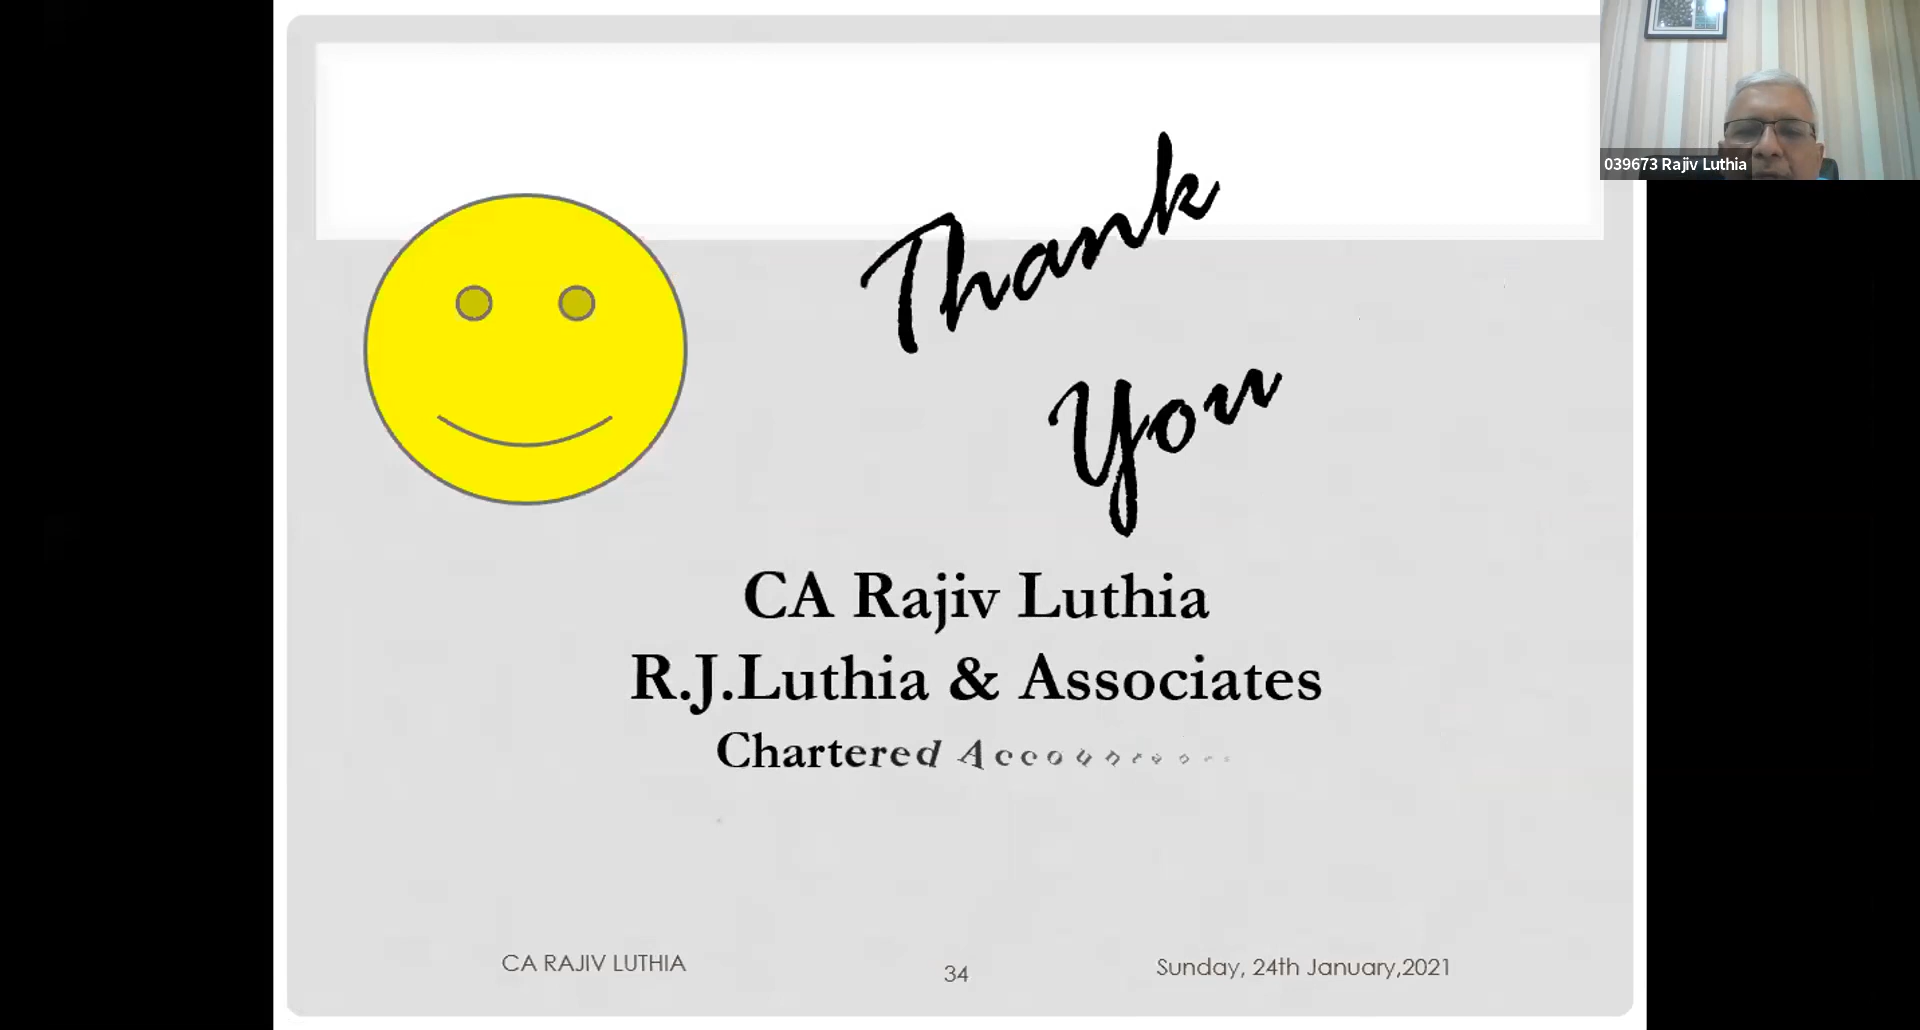 039673 Rajiv Luthia
Thank
You
CA Rajiv Luthia
R.J.Luthia & Associates
Chartered
CA RAJIV LUTHIA
34
Sunday, 24th January,2021